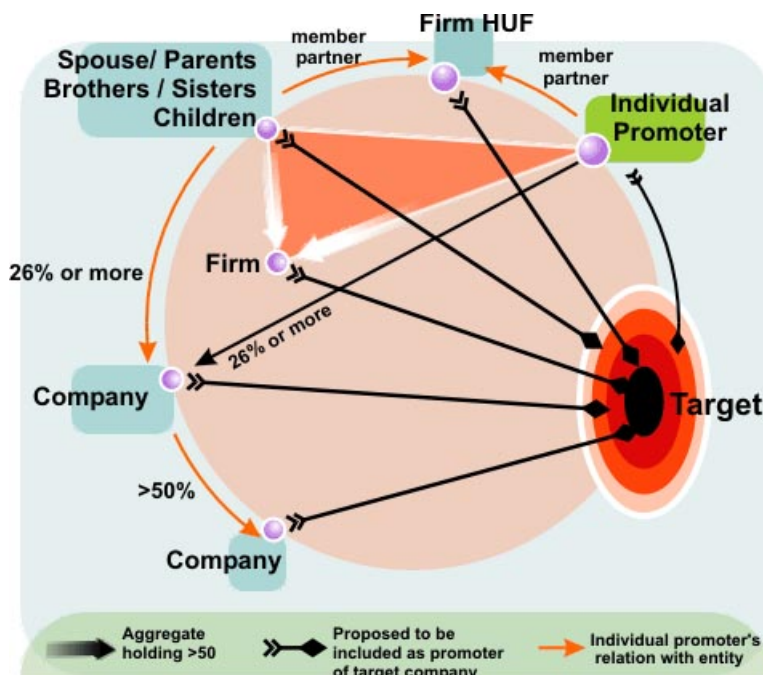 Firm HUF
member
partner
Spouse/ Parents
Brothers / Sisters
Children
member
partner
Individual
Promoter
Firm
26% or more
26% or more
Company
Target
>50%
Company
Aggregate
holding >50
Proposed to be
included as promoter
of target company
Individual promoter's
relation with entity